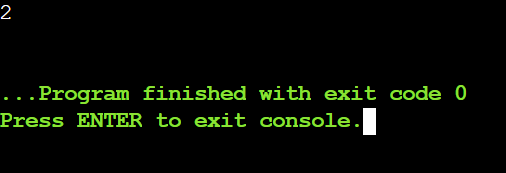 2
...Program finished with exit code 0
Press ENTER to exit console.